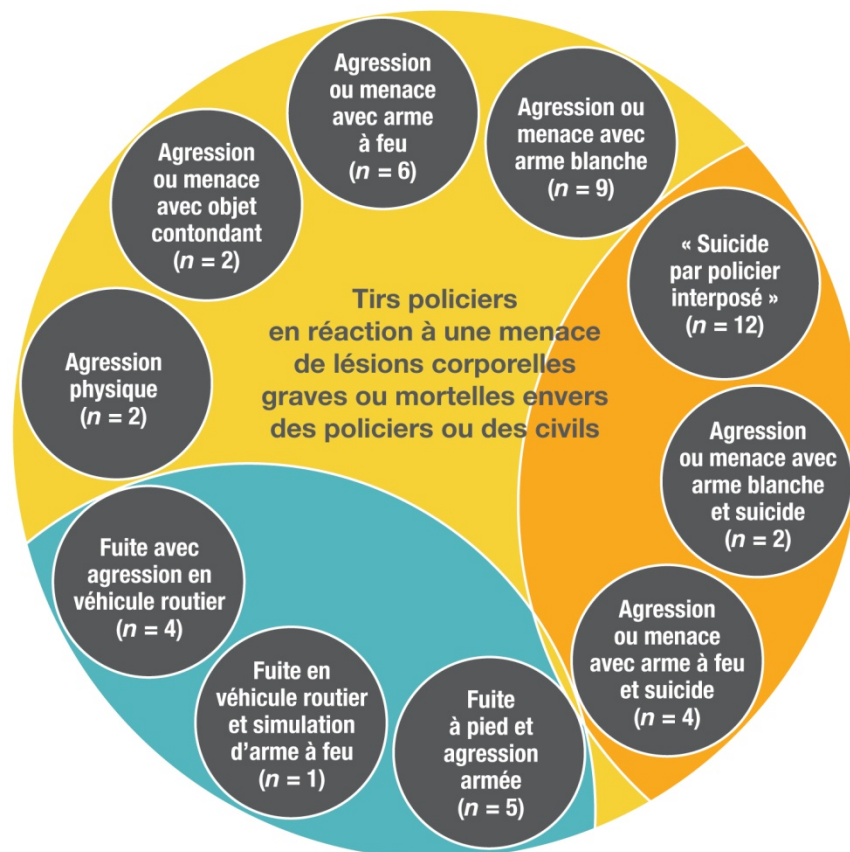 Agression
ou menace
avec arme
à feu
(n = 6)
Agression ou
menace avec
arme blanche
(n = 9)
Agression
ou menace
avec objet
contondant
(n = 2)
« Suicide
par policier
interposé »
(n = 12)
Tirs policiers
en réaction à une menace
de lésions corporelles
graves ou mortelles envers
des policiers ou des civils
Agression
physique
(n = 2)
Agression
ou menace avec
arme blanche
et suicide
(n = 2)
Fuite avec
agression en
véhicule routier
(n = 4)
Agression
ou menace
avec arme à feu
et suicide
(n = 4)
Fuite en
véhicule routier
et simulation
d'arme à feu
(n = 1)
Fuite
à pied et
agression
armée
(n = 5)